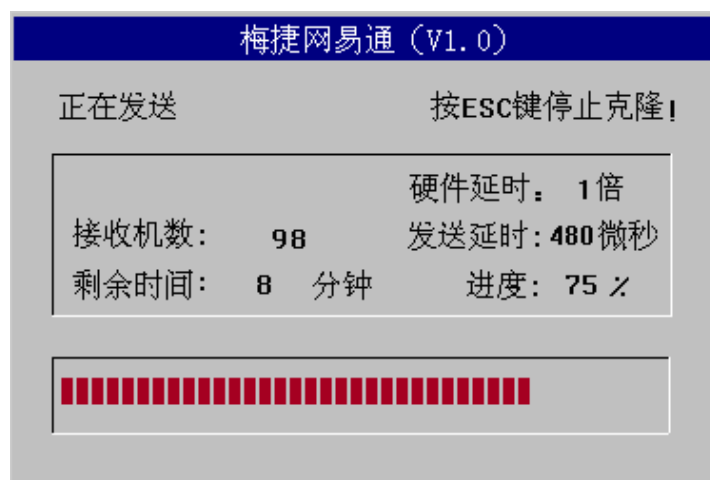 梅捷网易通（V1.0）
正在发送 按ESC键停止克隆!
硬件延时: 1倍
接收机数: 98 发送延时: 480微秒
剩余时间: 8 分钟 进度: 75 %